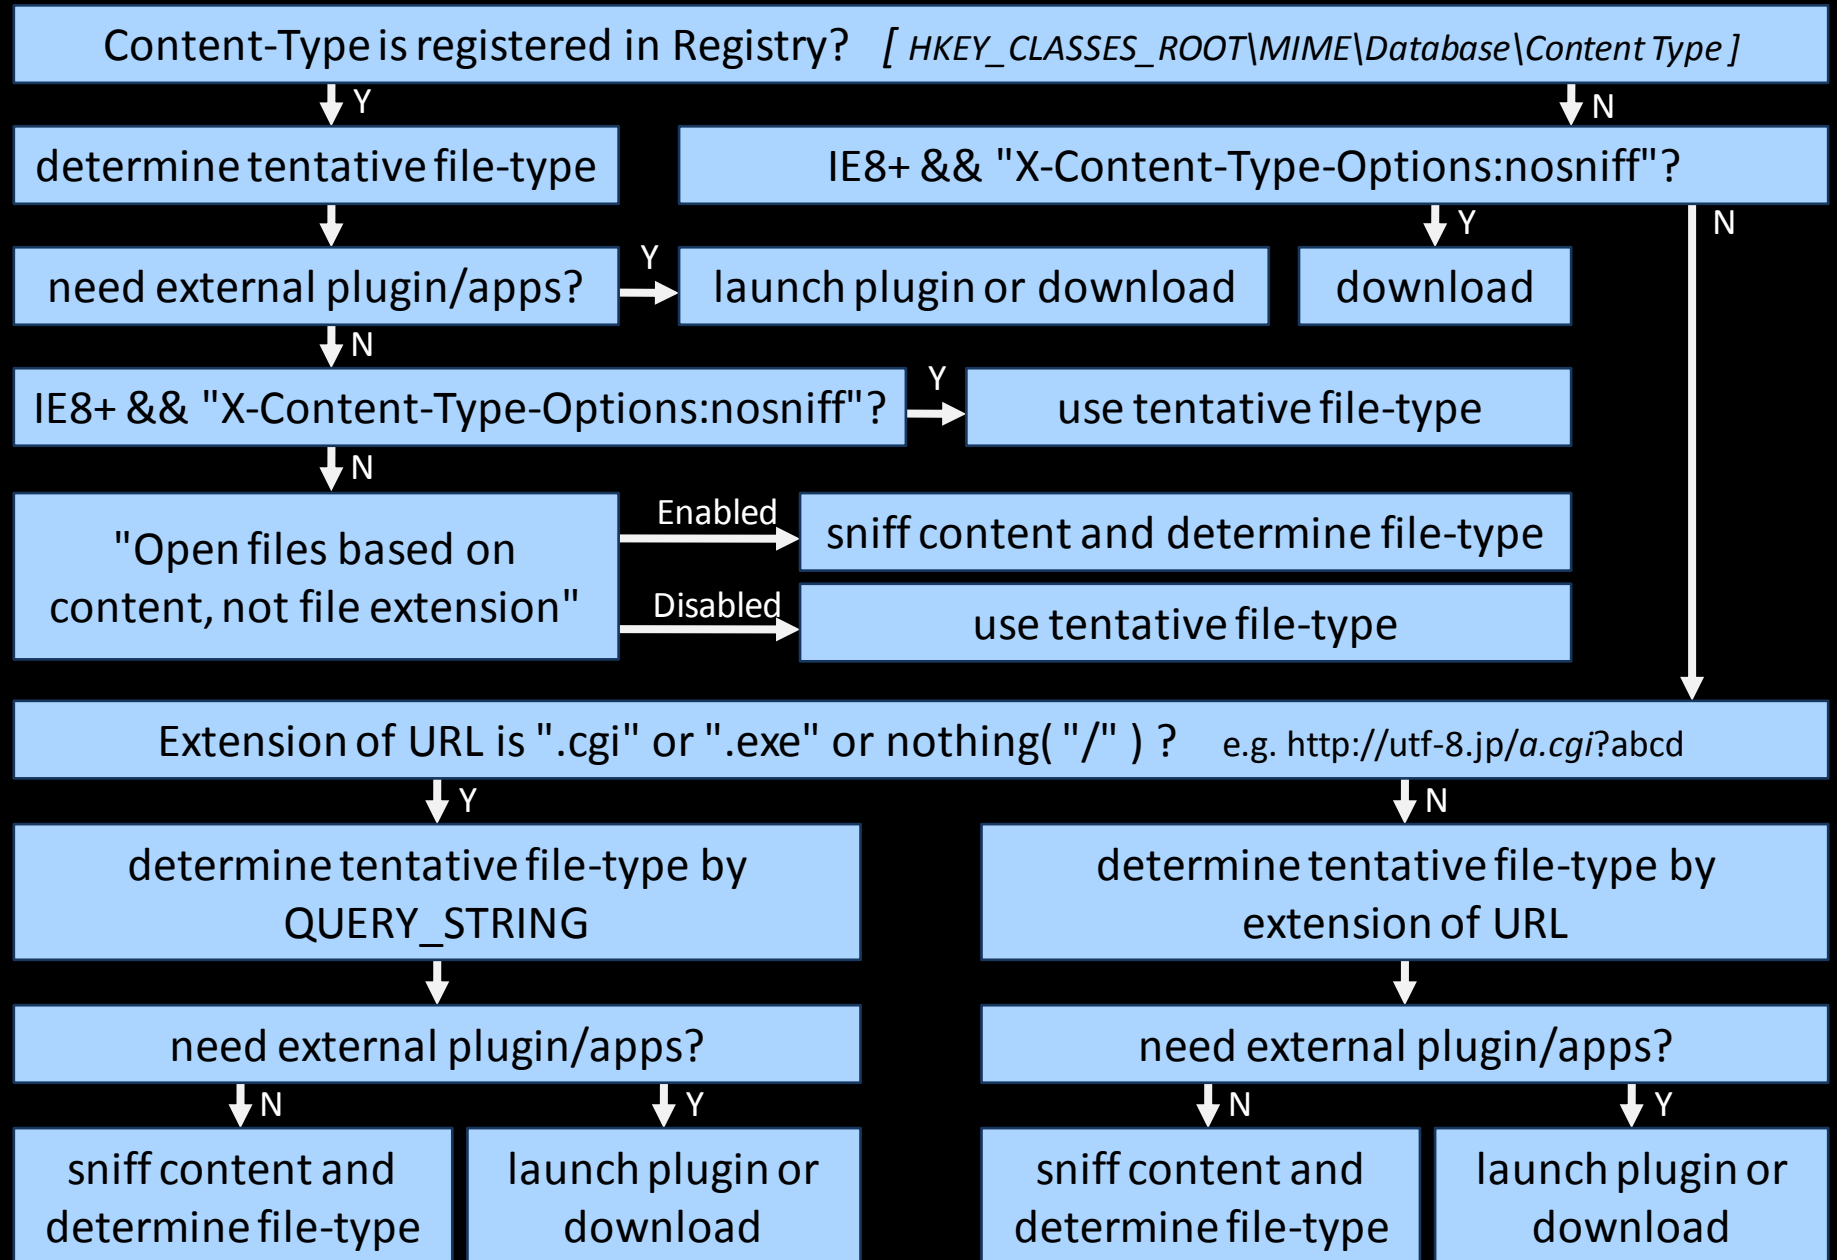 Content-Type is registered in Registry? [ HKEY_CLASSES_ROOT\MIME\Database\Content Type ]
Y
N
determine tentative file-type
IE8+ && "X-Content-Type-Options:nosniff"?
Y
N
need external plugin/apps?
Y
launch plugin or download
download
N
IE8+ && "X-Content-Type-Options:nosniff"?
Y
use tentative file-type
N
"Open files based on
content, not file extension"
Enabled
sniff content and determine file-type
Disabled
use tentative file-type
Extension of URL is ".cgi" or ".exe" or nothing( "/" ) ? e.g. http://utf-8.jp/a.cgi?abcd
Y
N
determine tentative file-type by
QUERY_STRING
determine tentative file-type by
extension of URL
need external plugin/apps?
need external plugin/apps?
N
Y
N
Y
sniff content and
determine file-type
launch plugin or
download
sniff content and
determine file-type
launch plugin or
download